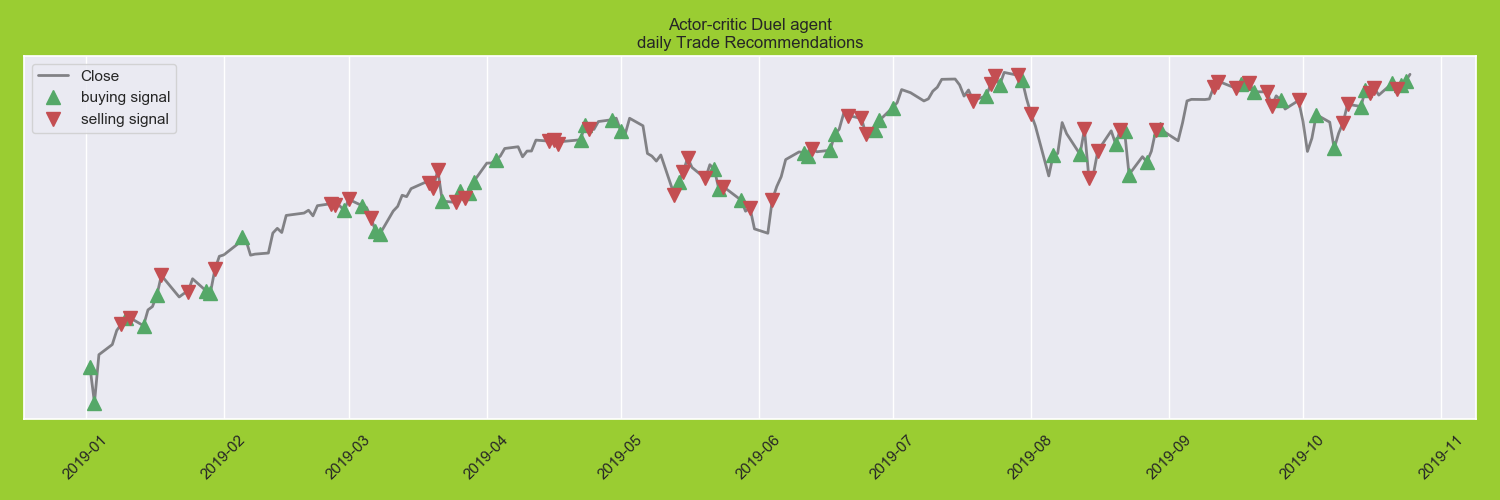 Actor-critic Duel agent
daily Trade Recommendations
Close
buying signal
selling signal
2019-01
2019-02
2019-03
2019-04
2019-05
2019-06
2019-07
2019-08
2019-09
2019-10
2019-11